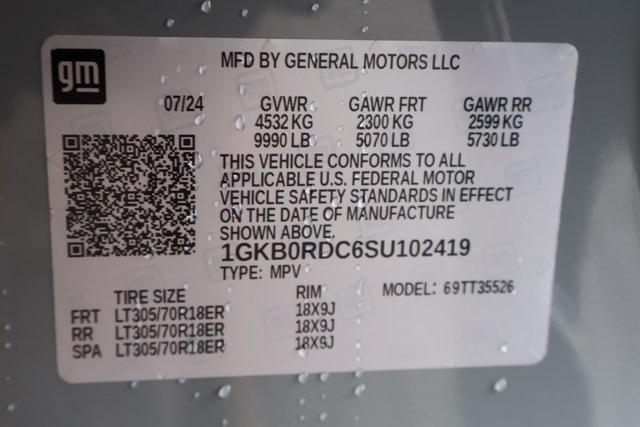 gm
MFD BY GENERAL MOTORS LLC
07/24 GVWR GAWR FRT GAWR RR
4532 KG 2300 KG 2599 KG
9990 LB 5070 LB 5730 LB
THIS VEHICLE CONFORMS TO ALL
APPLICABLE U.S. FEDERAL MOTOR
VEHICLE SAFETY STANDARDS IN EFFECT
ON THE DATE OF MANUFACTURE
SHOWN ABOVE.
1GKB0RDC6SU102419
TYPE: MPV
TIRE SIZE RIM MODEL: 69TT35526
FRT LT305/70R18ER 18X9J
RR LT305/70R18ER 18X9J
SPA LT305/70R18ER 18X9J